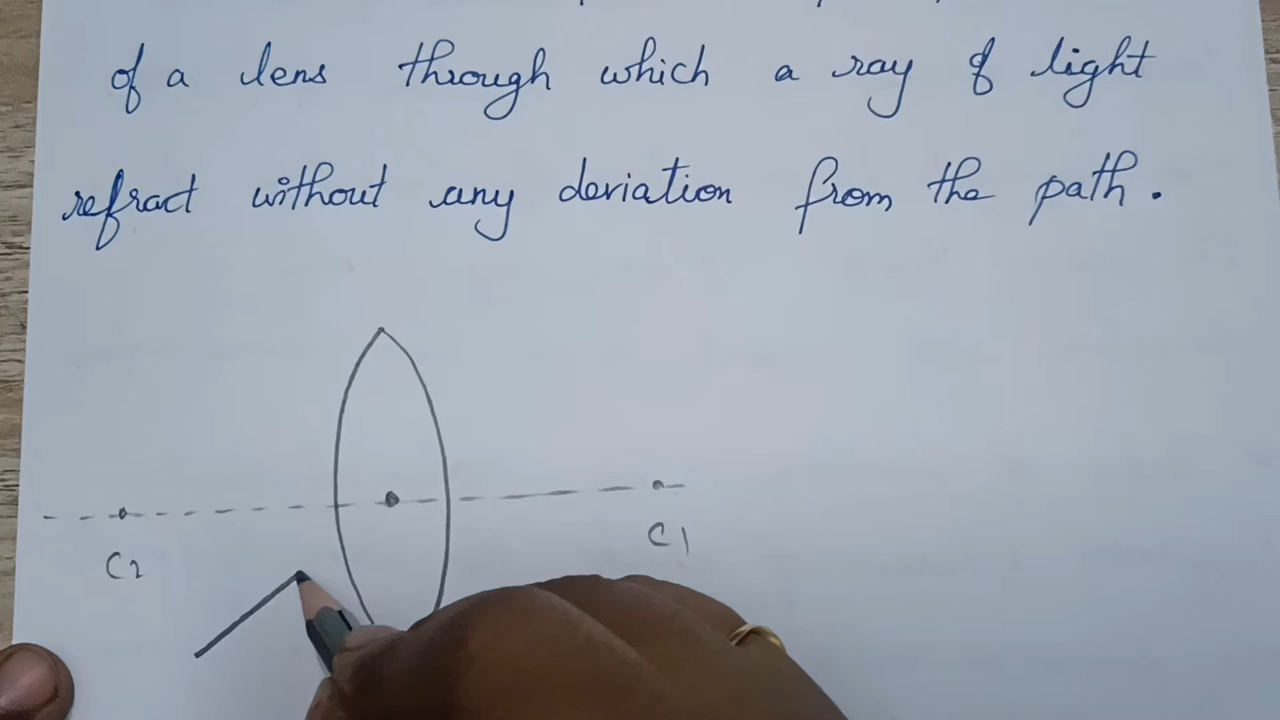 of a lens through which a ray of light
refract without any deviation from the path.
C2
C1